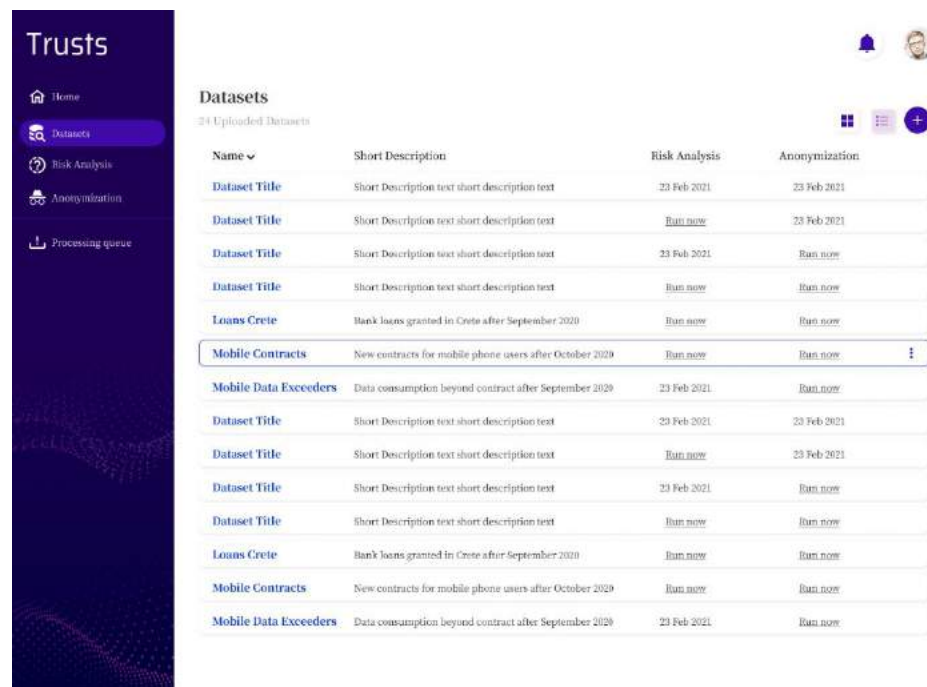 Trusts
Home
Datasets
Risk Analysis
Anonymization
Processing queue
Datasets
24 Uploaded Datasets
Name Short Description Risk Analysis Anonymization
Dataset Title Short Description text short description text 23 Feb 2021 23 Feb 2021
Dataset Title Short Description text short description text Run now 23 Feb 2021
Dataset Title Short Description text short description text 23 Feb 2021 Run now
Dataset Title Short Description text short description text Run now Run now
Loans Crete Bank loans granted in Crete after September 2020 Run now Run now
Mobile Contracts New contracts for mobile phone users after October 2020 Run now Run now
Mobile Data Exceeders Data consumption beyond contract after September 2020 23 Feb 2021 Run now
Dataset Title Short Description text short description text 23 Feb 2021 23 Feb 2021
Dataset Title Short Description text short description text Run now 23 Feb 2021
Dataset Title Short Description text short description text 23 Feb 2021 Run now
Dataset Title Short Description text short description text Run now Run now
Loans Crete Bank loans granted in Crete after September 2020 Run now Run now
Mobile Contracts New contracts for mobile phone users after October 2020 Run now Run now
Mobile Data Exceeders Data consumption beyond contract after September 2020 23 Feb 2021 Run now